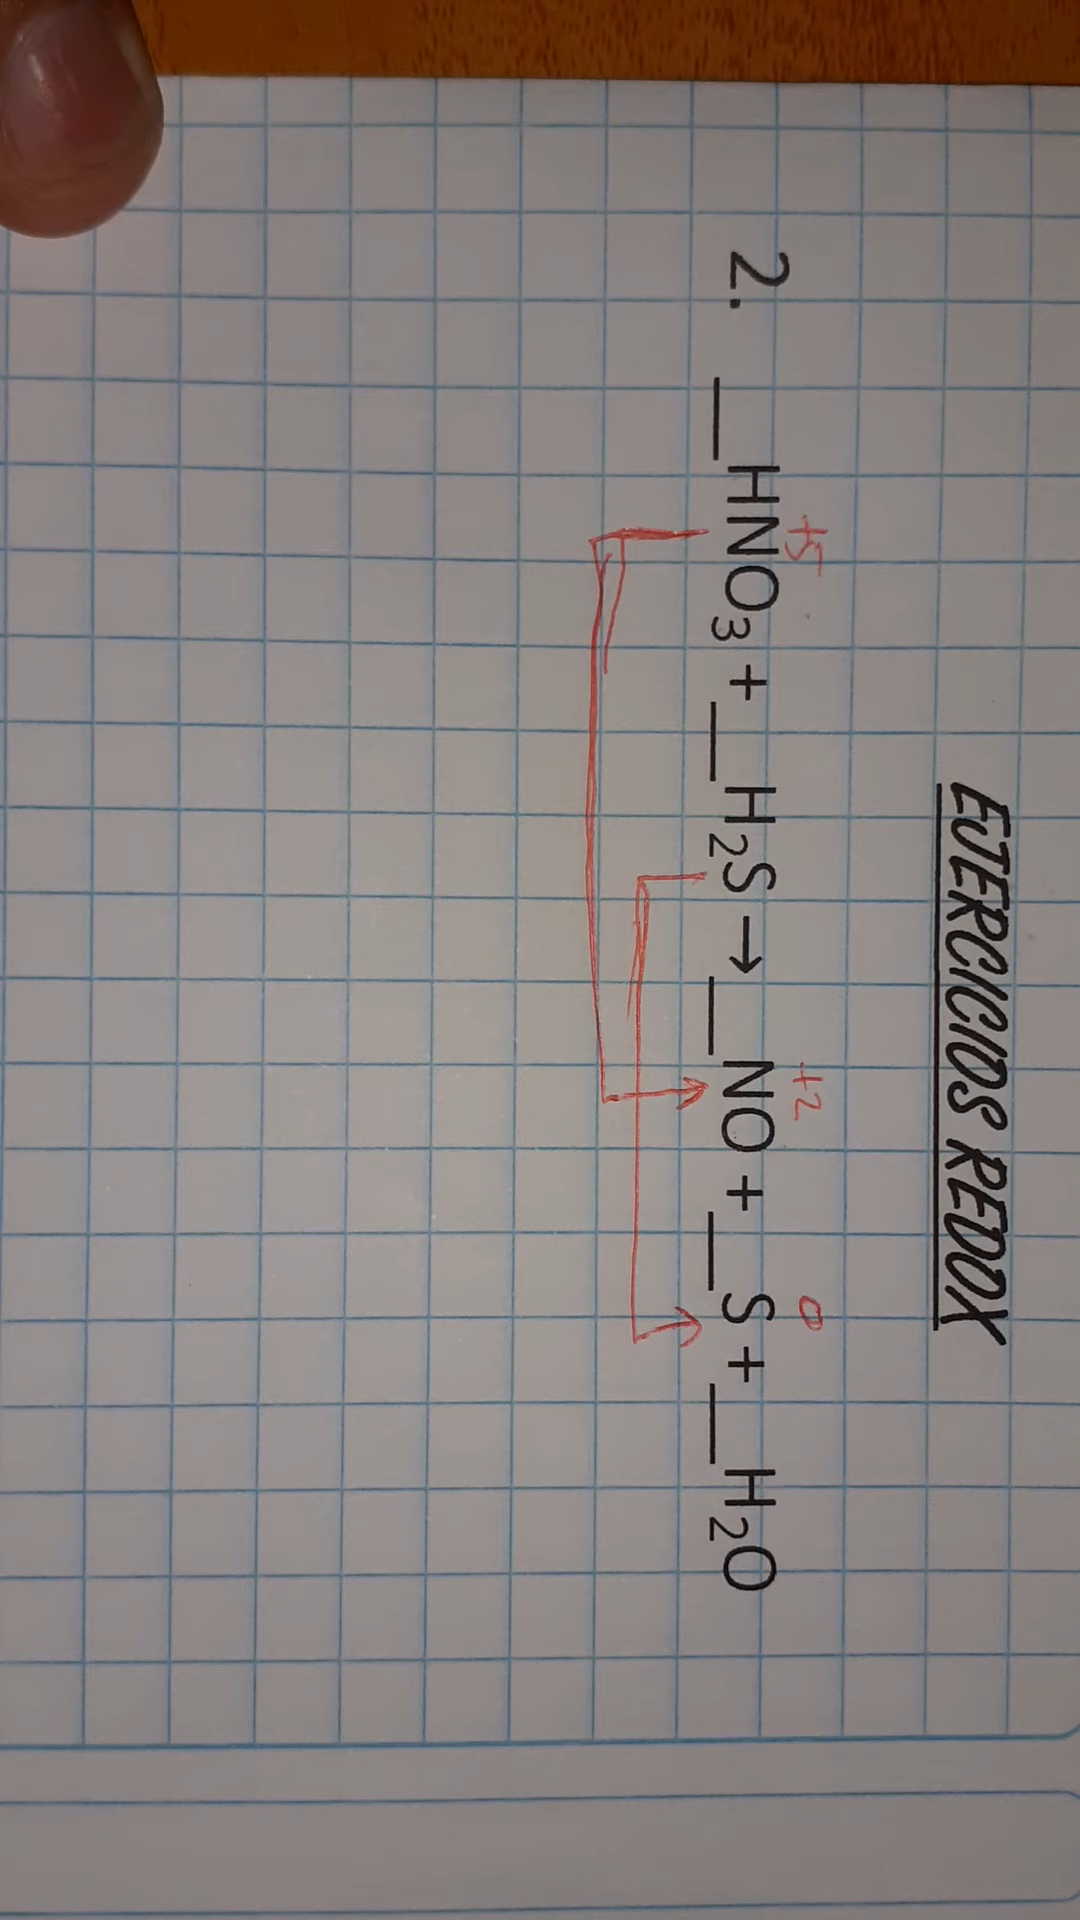 EJERCICIOS REDOX
+5 +2 0
2. __HNO₃ + __H₂S → __NO + __S + __H₂O